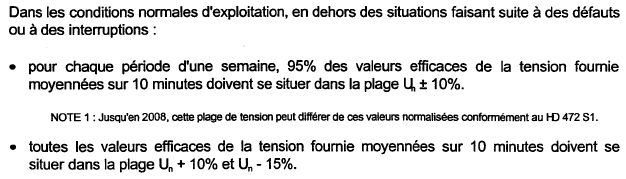 Dans les conditions normales d'exploitation, en dehors des situations faisant suite à des défauts
ou à des interruptions :
• pour chaque période d'une semaine, 95% des valeurs efficaces de la tension fournie
moyennées sur 10 minutes doivent se situer dans la plage Uₙ ± 10%.
NOTE 1 : Jusqu'en 2008, cette plage de tension peut différer de ces valeurs normalisées conformément au HD 472 S1.
• toutes les valeurs efficaces de la tension fournie moyennées sur 10 minutes doivent se
situer dans la plage Uₙ + 10% et Uₙ - 15%.